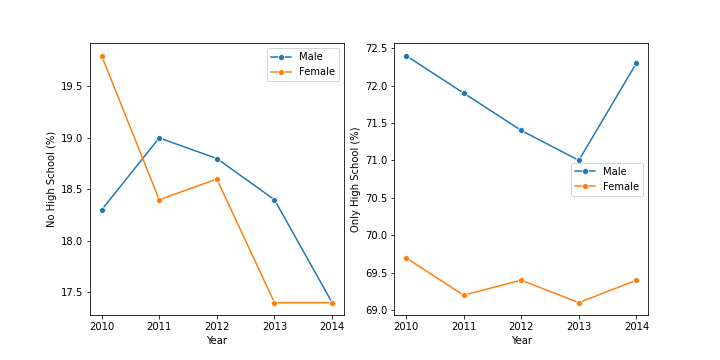 No High School (%)
19.5
19.0
18.5
18.0
17.5
2010 2011 2012 2013 2014
Year
Male
Female
Only High School (%)
72.5
72.0
71.5
71.0
70.5
70.0
69.5
69.0
2010 2011 2012 2013 2014
Year
Male
Female